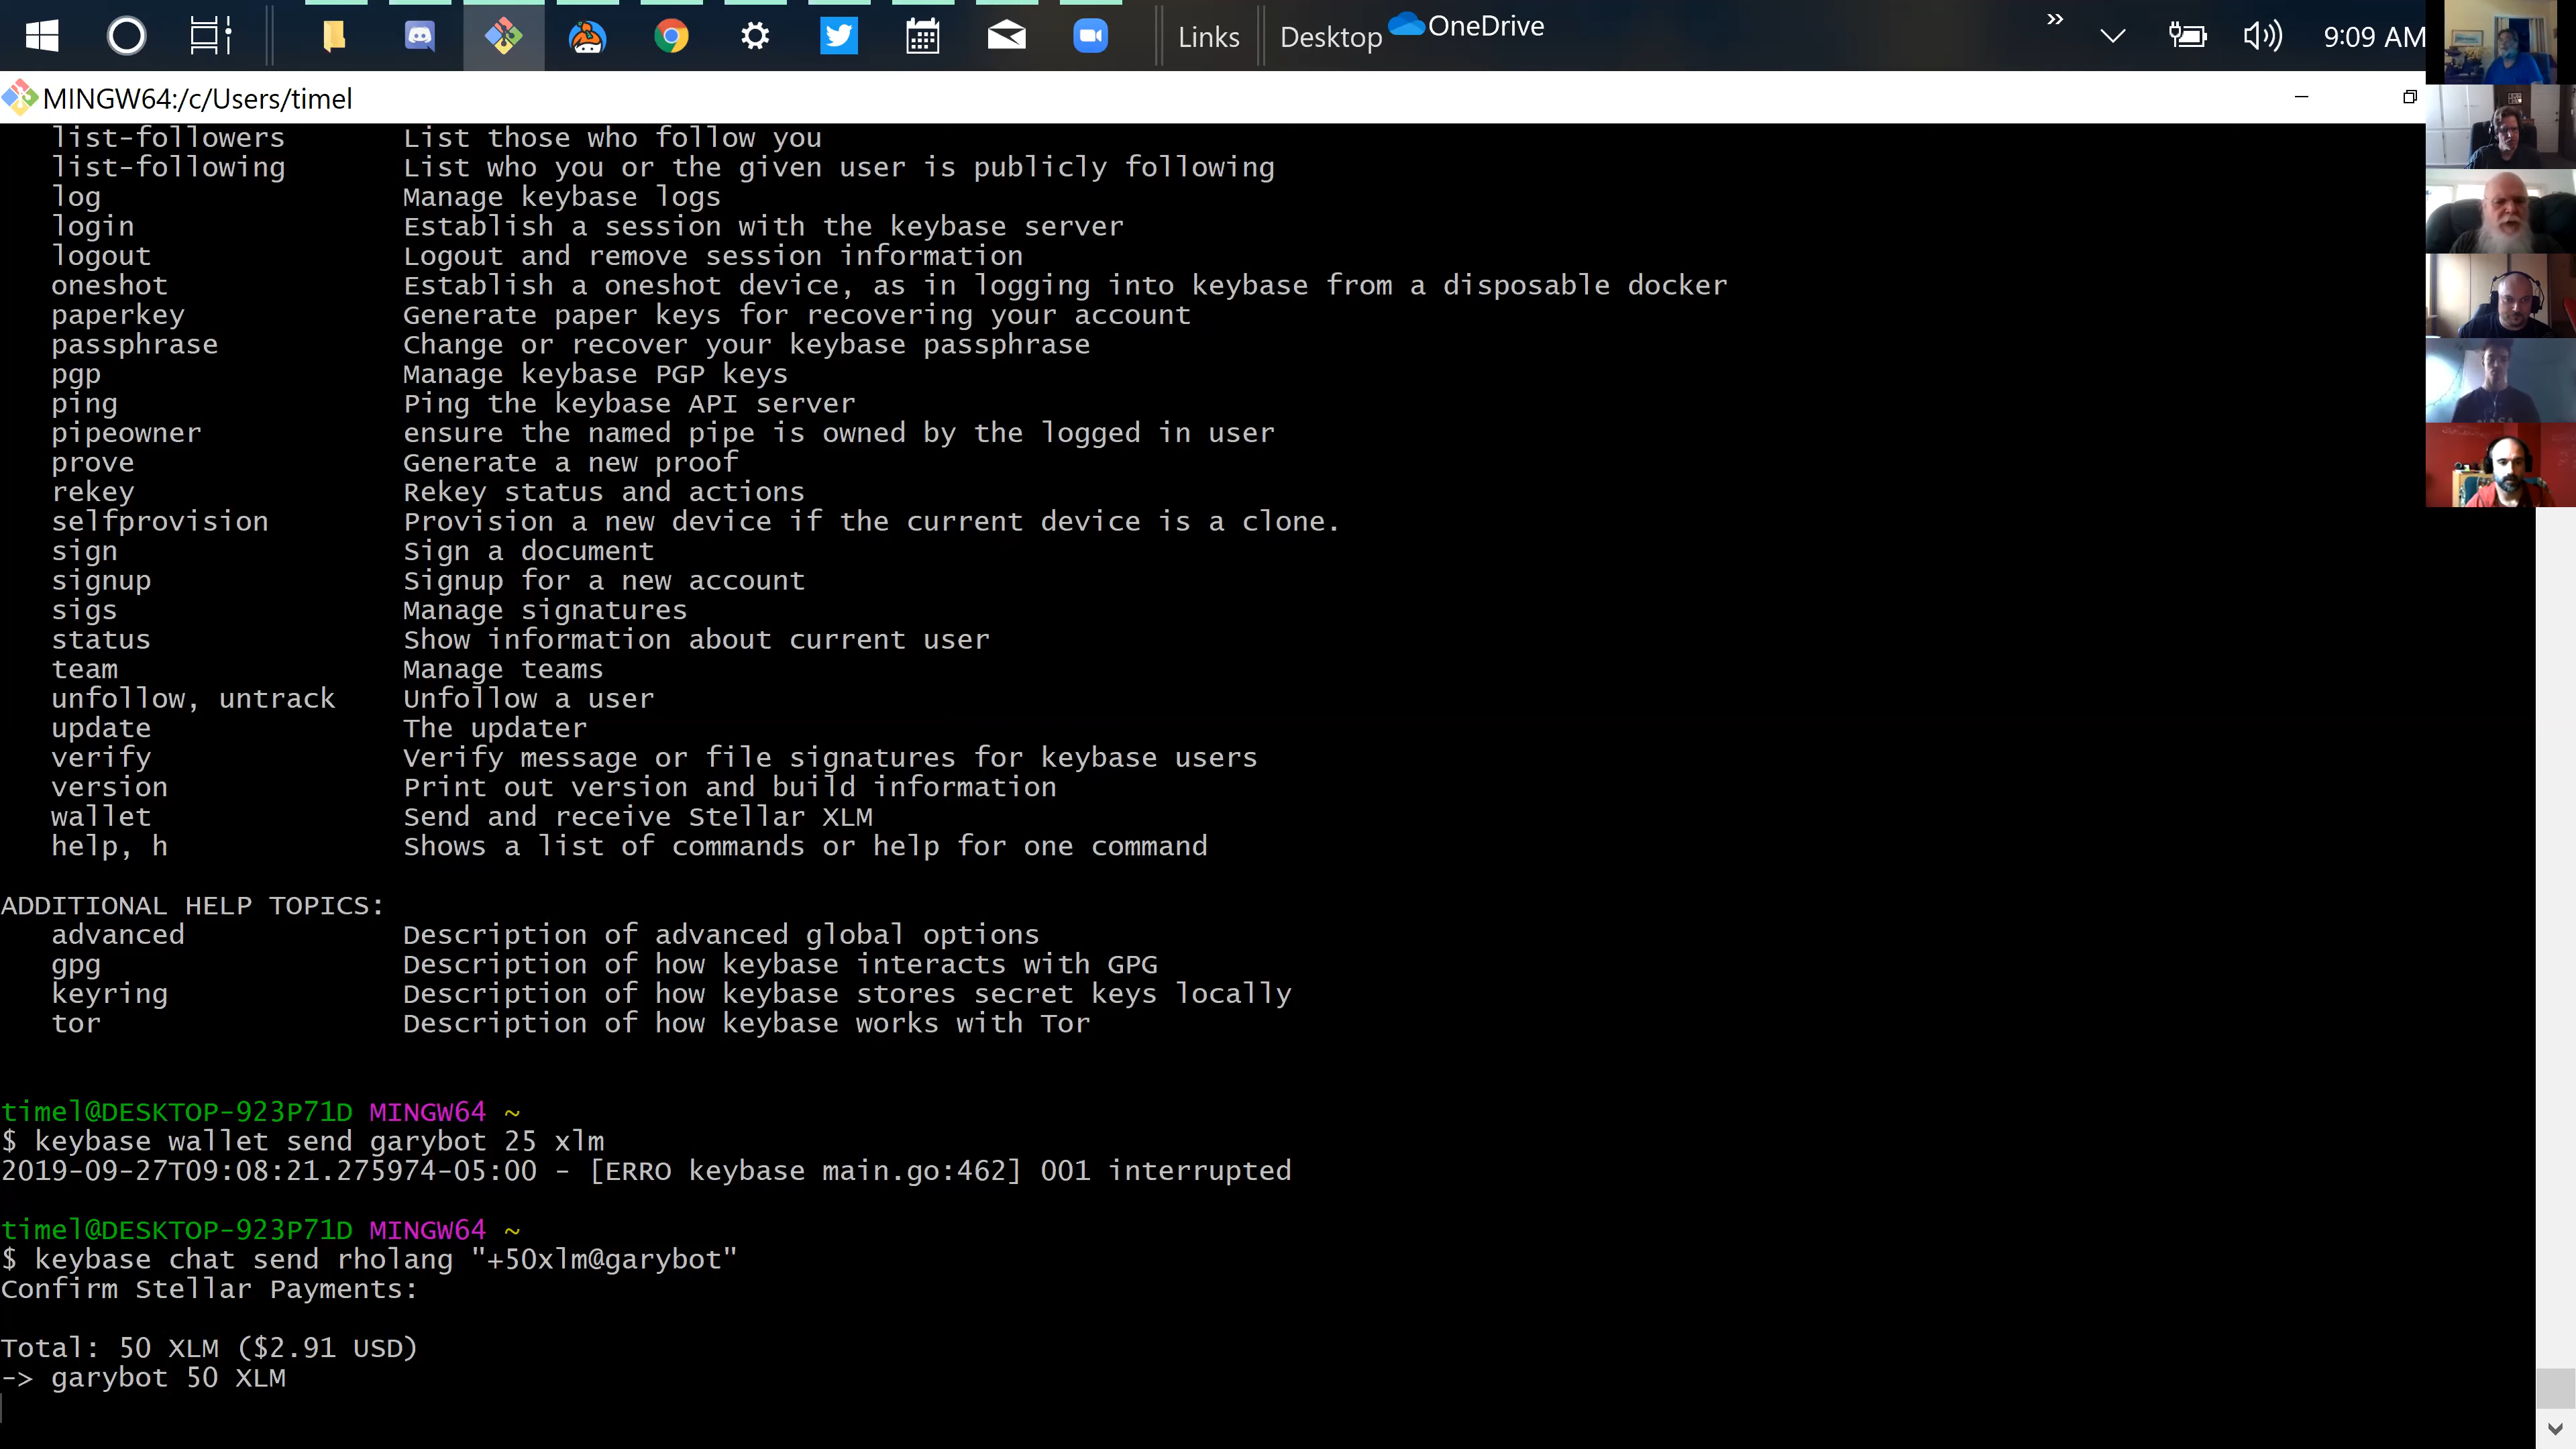 Links Desktop OneDrive 9:09 AM
MINGW64:/c/Users/timel
list-followers List those who follow you
list-following List who you or the given user is publicly following
log Manage keybase logs
login Establish a session with the keybase server
logout Logout and remove session information
oneshot Establish a oneshot device, as in logging into keybase from a disposable docker
paperkey Generate paper keys for recovering your account
passphrase Change or recover your keybase passphrase
pgp Manage keybase PGP keys
ping Ping the keybase API server
pipeowner ensure the named pipe is owned by the logged in user
prove Generate a new proof
rekey Rekey status and actions
selfprovision Provision a new device if the current device is a clone.
sign Sign a document
signup Signup for a new account
sigs Manage signatures
status Show information about current user
team Manage teams
unfollow, untrack Unfollow a user
update The updater
verify Verify message or file signatures for keybase users
version Print out version and build information
wallet Send and receive Stellar XLM
help, h Shows a list of commands or help for one command
ADDITIONAL HELP TOPICS:
advanced Description of advanced global options
gpg Description of how keybase interacts with GPG
keyring Description of how keybase stores secret keys locally
tor Description of how keybase works with Tor
timel@DESKTOP-923P71D MINGW64 ~
$ keybase wallet send garybot 25 xlm
2019-09-27T09:08:21.275974-05:00 - [ERRO keybase main.go:462] 001 interrupted
timel@DESKTOP-923P71D MINGW64 ~
$ keybase chat send rholang "+50xlm@garybot"
Confirm Stellar Payments:
Total: 50 XLM ($2.91 USD)
-> garybot 50 XLM